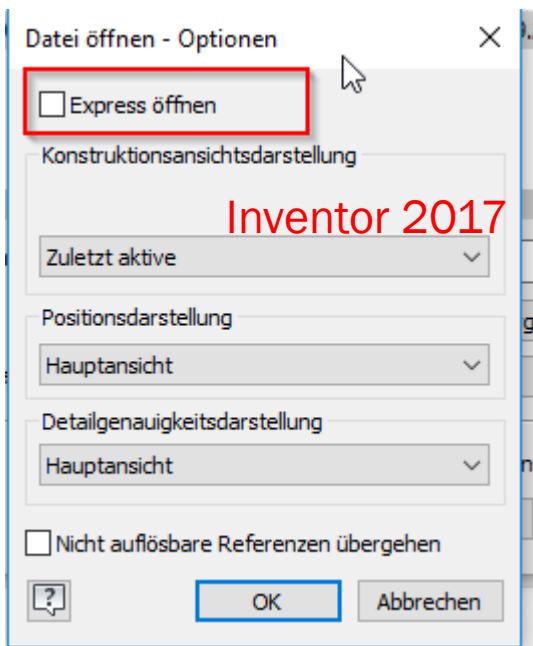 Datei öffnen - Optionen
Express öffnen
Konstruktionsansichtsdarstellung
Inventor 2017
Zuletzt aktive
Positionsdarstellung
Hauptansicht
Detailgenauigkeitsdarstellung
Hauptansicht
Nicht auflösbare Referenzen übergehen
OK Abbrechen